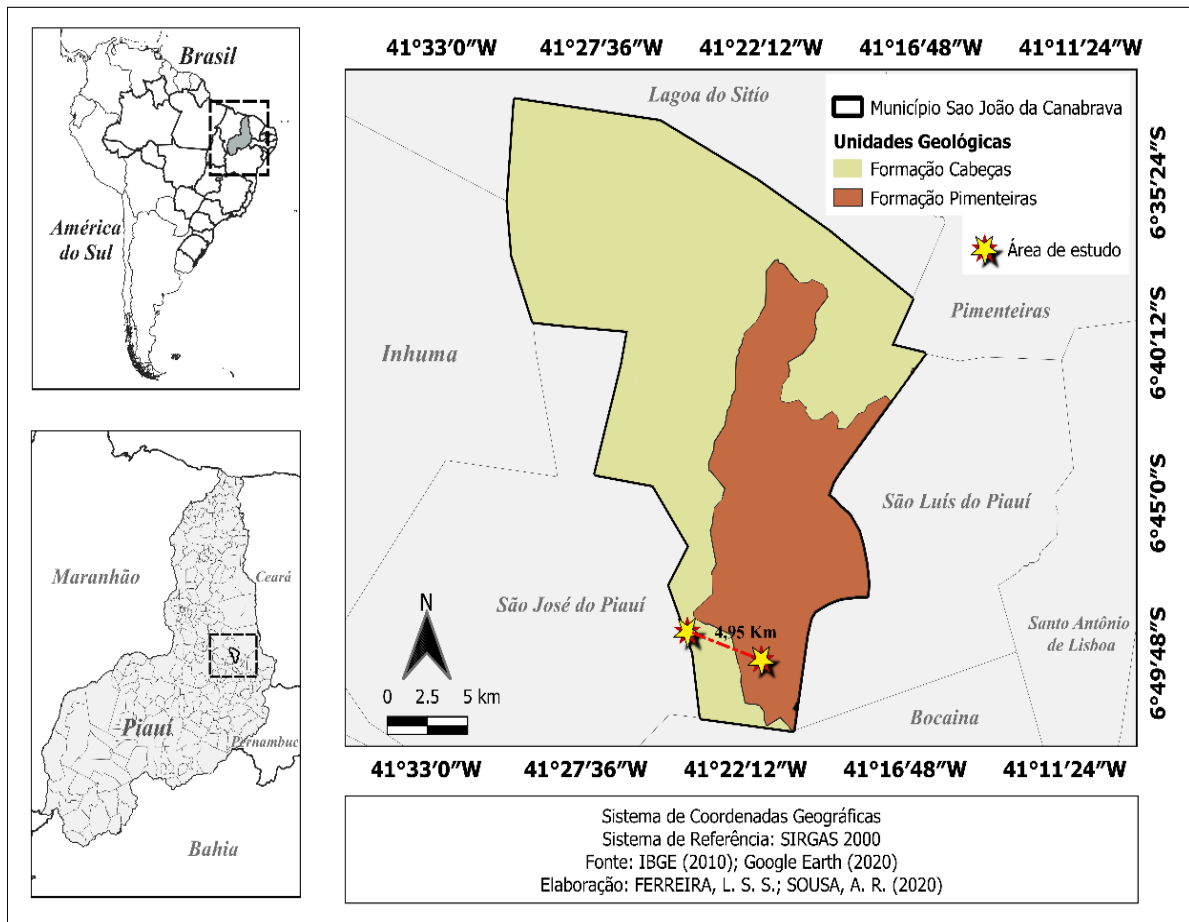 Brasil
América
do Sul
Maranhão
Ceará
Piauí
Pernambuc
Bahia
41°33′0″W 41°27′36″W 41°22′12″W 41°16′48″W 41°11′24″W
Lagoa do Sitío
Município Sao João da Canabrava
Unidades Geológicas
Formação Cabeças
Formação Pimenteiras
Área de estudo
Pimenteiras
Inhuma
São Luís do Piauí
São José do Piauí
4,95 Km
Santo Antônio
de Lisboa
Bocaina
N
0 2.5 5 km
6°35′24″S
6°40′12″S
6°45′0″S
6°49′48″S
41°33′0″W 41°27′36″W 41°22′12″W 41°16′48″W 41°11′24″W
Sistema de Coordenadas Geográficas
Sistema de Referência: SIRGAS 2000
Fonte: IBGE (2010); Google Earth (2020)
Elaboração: FERREIRA, L. S. S.; SOUSA, A. R. (2020)